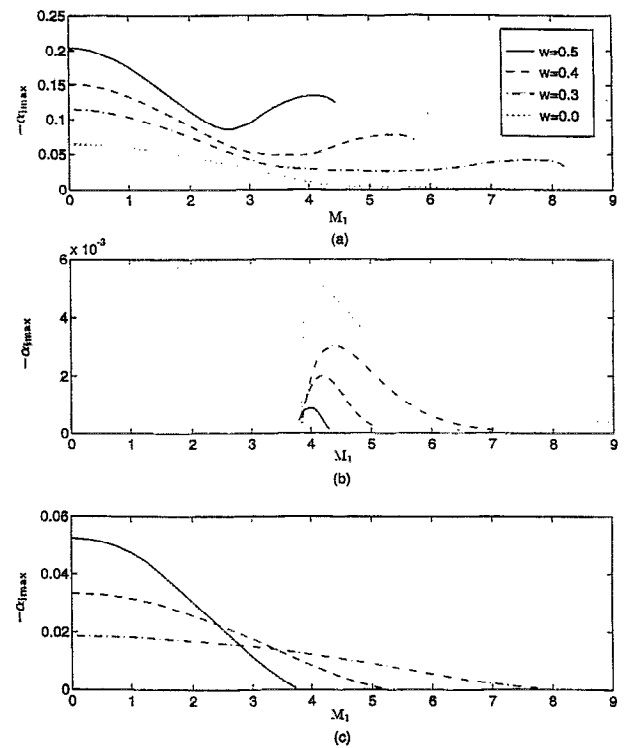 0.25
0.2
0.15
0.1
0.05
0
−α_imax
w=0.5
w=0.4
w=0.3
w=0.0
0 1 2 3 4 5 6 7 8 9
M₁
(a)
x 10⁻³
6
4
2
0
−α_imax
0 1 2 3 4 5 6 7 8 9
M₁
(b)
0.06
0.04
0.02
0
−α_imax
0 1 2 3 4 5 6 7 8 9
M₁
(c)